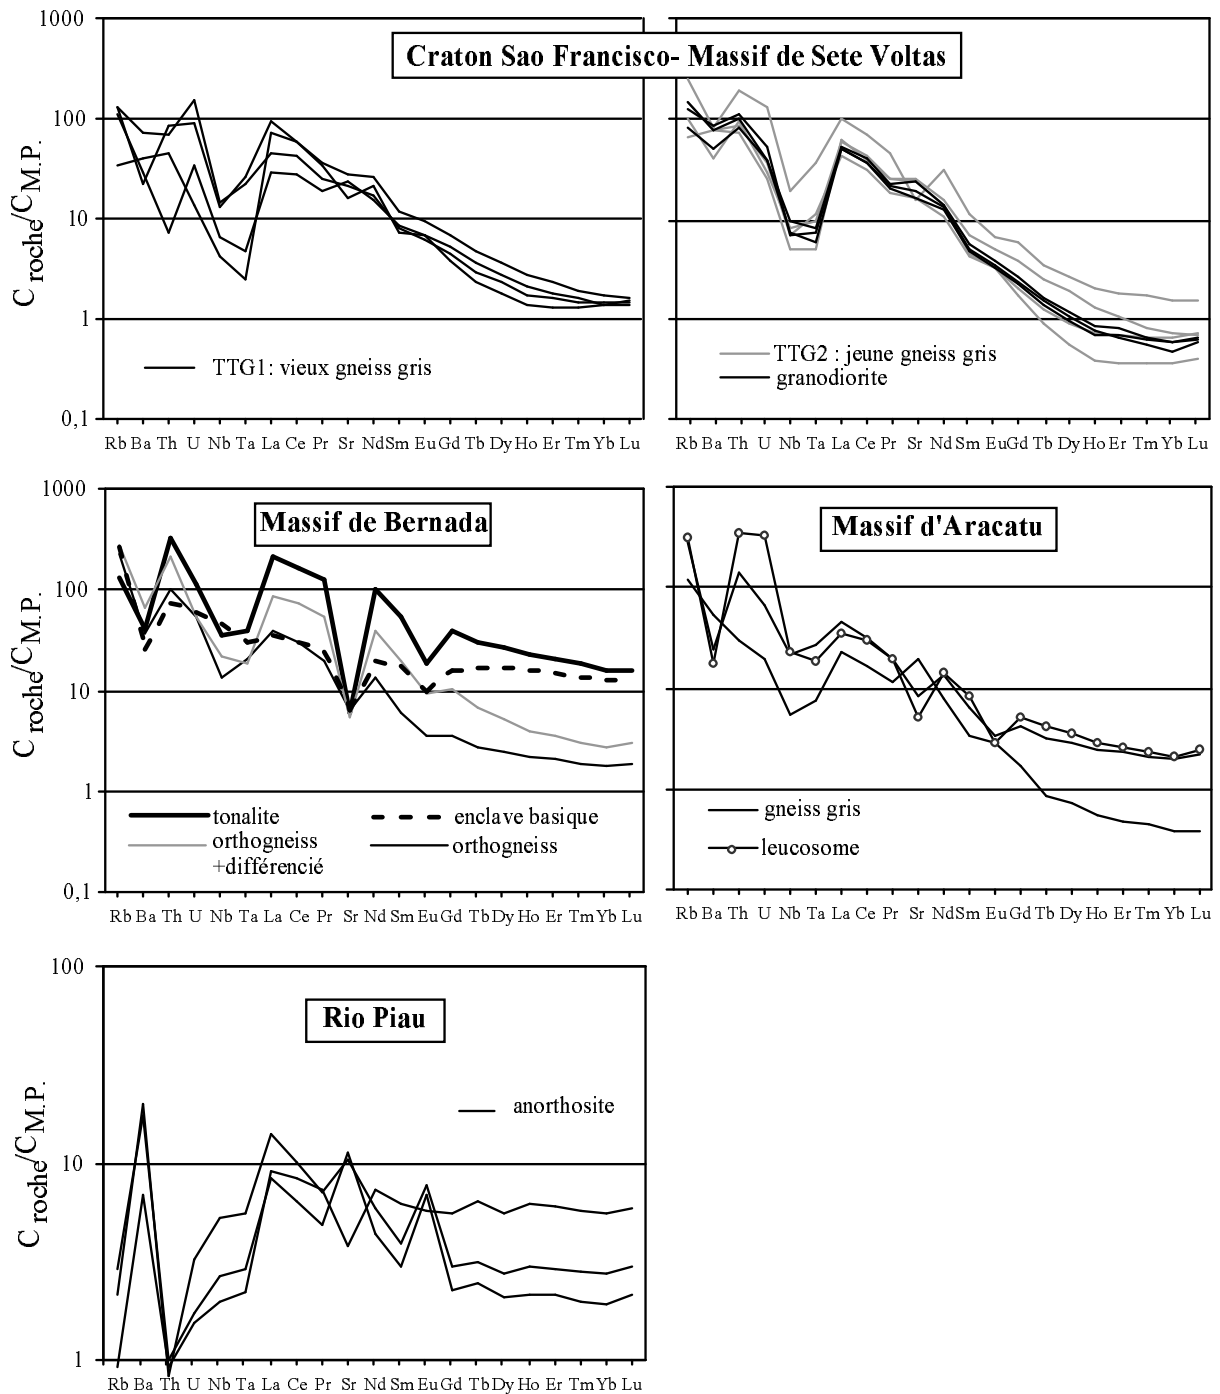 Craton Sao Francisco- Massif de Sete Voltas
C roche/CM.P.
1000
100
10
1
0,1
TTG1: vieux gneiss gris
Rb Ba Th U Nb Ta La Ce Pr Sr Nd Sm Eu Gd Tb Dy Ho Er Tm Yb Lu
TTG2 : jeune gneiss gris
granodiorite
Rb Ba Th U Nb Ta La Ce Pr Sr Nd Sm Eu Gd Tb Dy Ho Er Tm Yb Lu
Massif de Bernada
C roche/CM.P.
1000
100
10
1
0,1
tonalite
enclave basique
orthogneiss
+différencié
orthogneiss
Rb Ba Th U Nb Ta La Ce Pr Sr Nd Sm Eu Gd Tb Dy Ho Er Tm Yb Lu
Massif d'Aracatu
gneiss gris
leucosome
Rb Ba Th U Nb Ta La Ce Pr Sr Nd Sm Eu Gd Tb Dy Ho Er Tm Yb Lu
Rio Piau
C roche/CM.P.
100
10
1
anorthosite
Rb Ba Th U Nb Ta La Ce Pr Sr Nd Sm Eu Gd Tb Dy Ho Er Tm Yb Lu